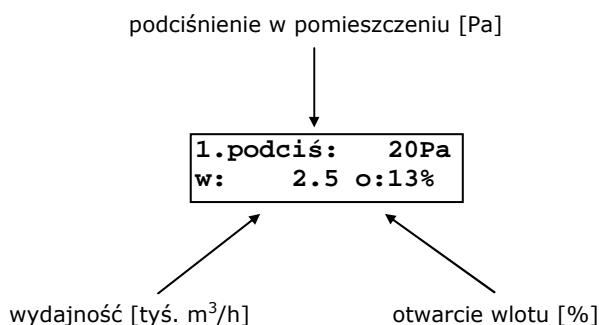 podciśnienie w pomieszczeniu [Pa]
1.podciś: 20Pa
w: 2.5 o:13%
wydajność [tyś. m³/h]
otwarcie wlotu [%]